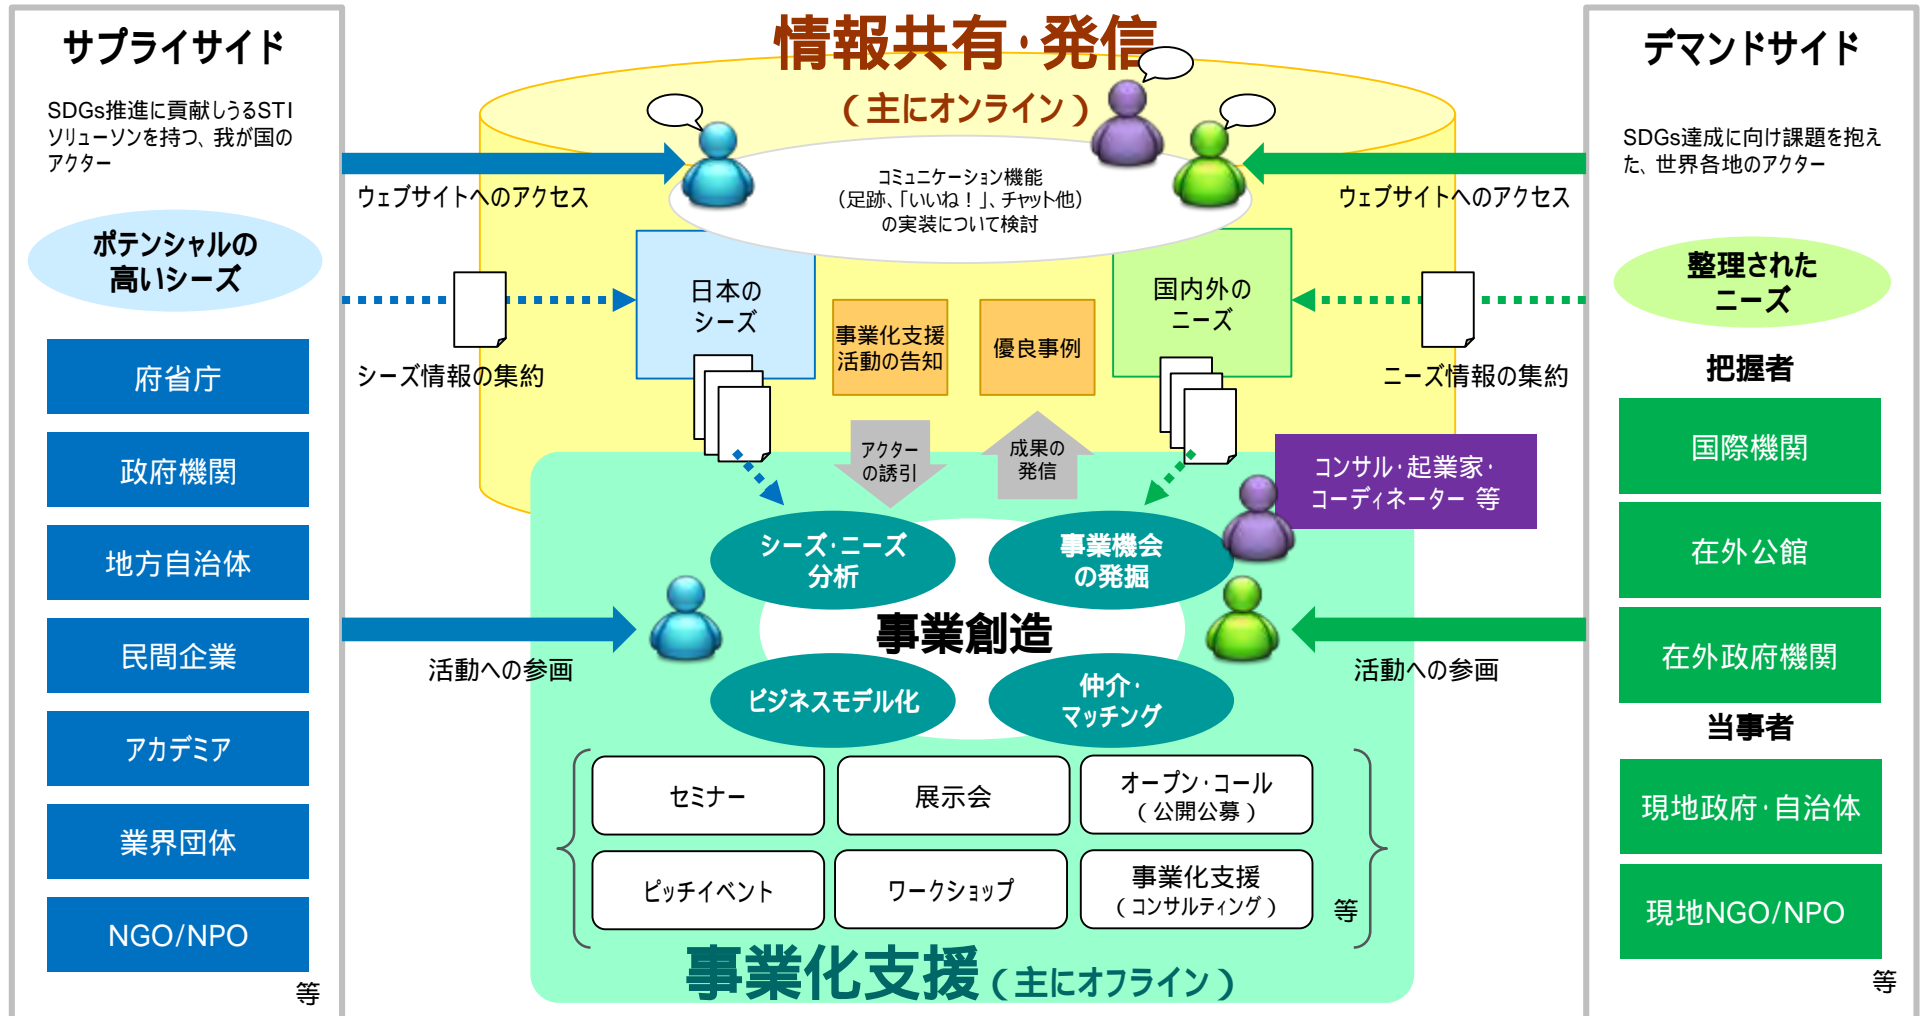 サプライサイド
SDGs推進に貢献しうるSTI
ソリューソンを持つ、我が国の
アクター
ポテンシャルの
高いシーズ
府省庁
政府機関
地方自治体
民間企業
アカデミア
業界団体
NGO/NPO
等
ウェブサイトへのアクセス
シーズ情報の集約
活動への参画
情報共有・発信
(主にオンライン)
コミュニケーション機能
(足跡、「いいね!」、チャット他)
の実装について検討
日本の
シーズ
事業化支援
活動の告知
優良事例
国内外の
ニーズ
アクター
の誘引
成果の
発信
コンサル・起業家・
コーディネーター 等
シーズ・ニーズ
分析
事業機会
の発掘
事業創造
ビジネスモデル化
仲介・
マッチング
セミナー
展示会
オープン・コール
(公開公募)
ピッチイベント
ワークショップ
事業化支援
(コンサルティング)
等
事業化支援(主にオフライン)
ウェブサイトへのアクセス
ニーズ情報の集約
活動への参画
デマンドサイド
SDGs達成に向け課題を抱え
た、世界各地のアクター
整理された
ニーズ
把握者
国際機関
在外公館
在外政府機関
当事者
現地政府・自治体
現地NGO/NPO
等